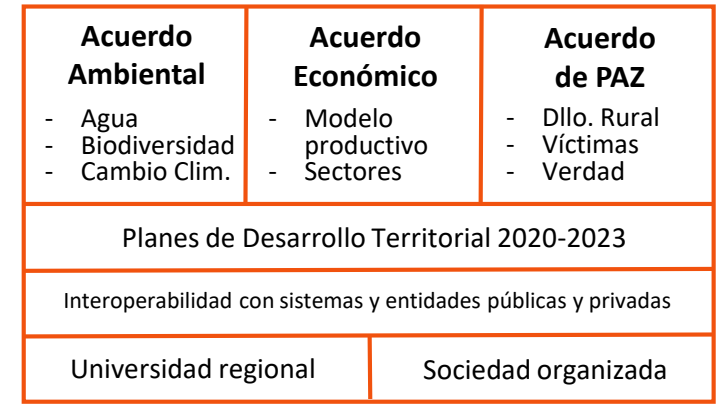 Acuerdo
Ambiental
- Agua
- Biodiversidad
- Cambio Clim.
Acuerdo
Económico
- Modelo
productivo
- Sectores
Acuerdo
de PAZ
- Dllo. Rural
- Víctimas
- Verdad
Planes de Desarrollo Territorial 2020-2023
Interoperabilidad con sistemas y entidades públicas y privadas
Universidad regional
Sociedad organizada